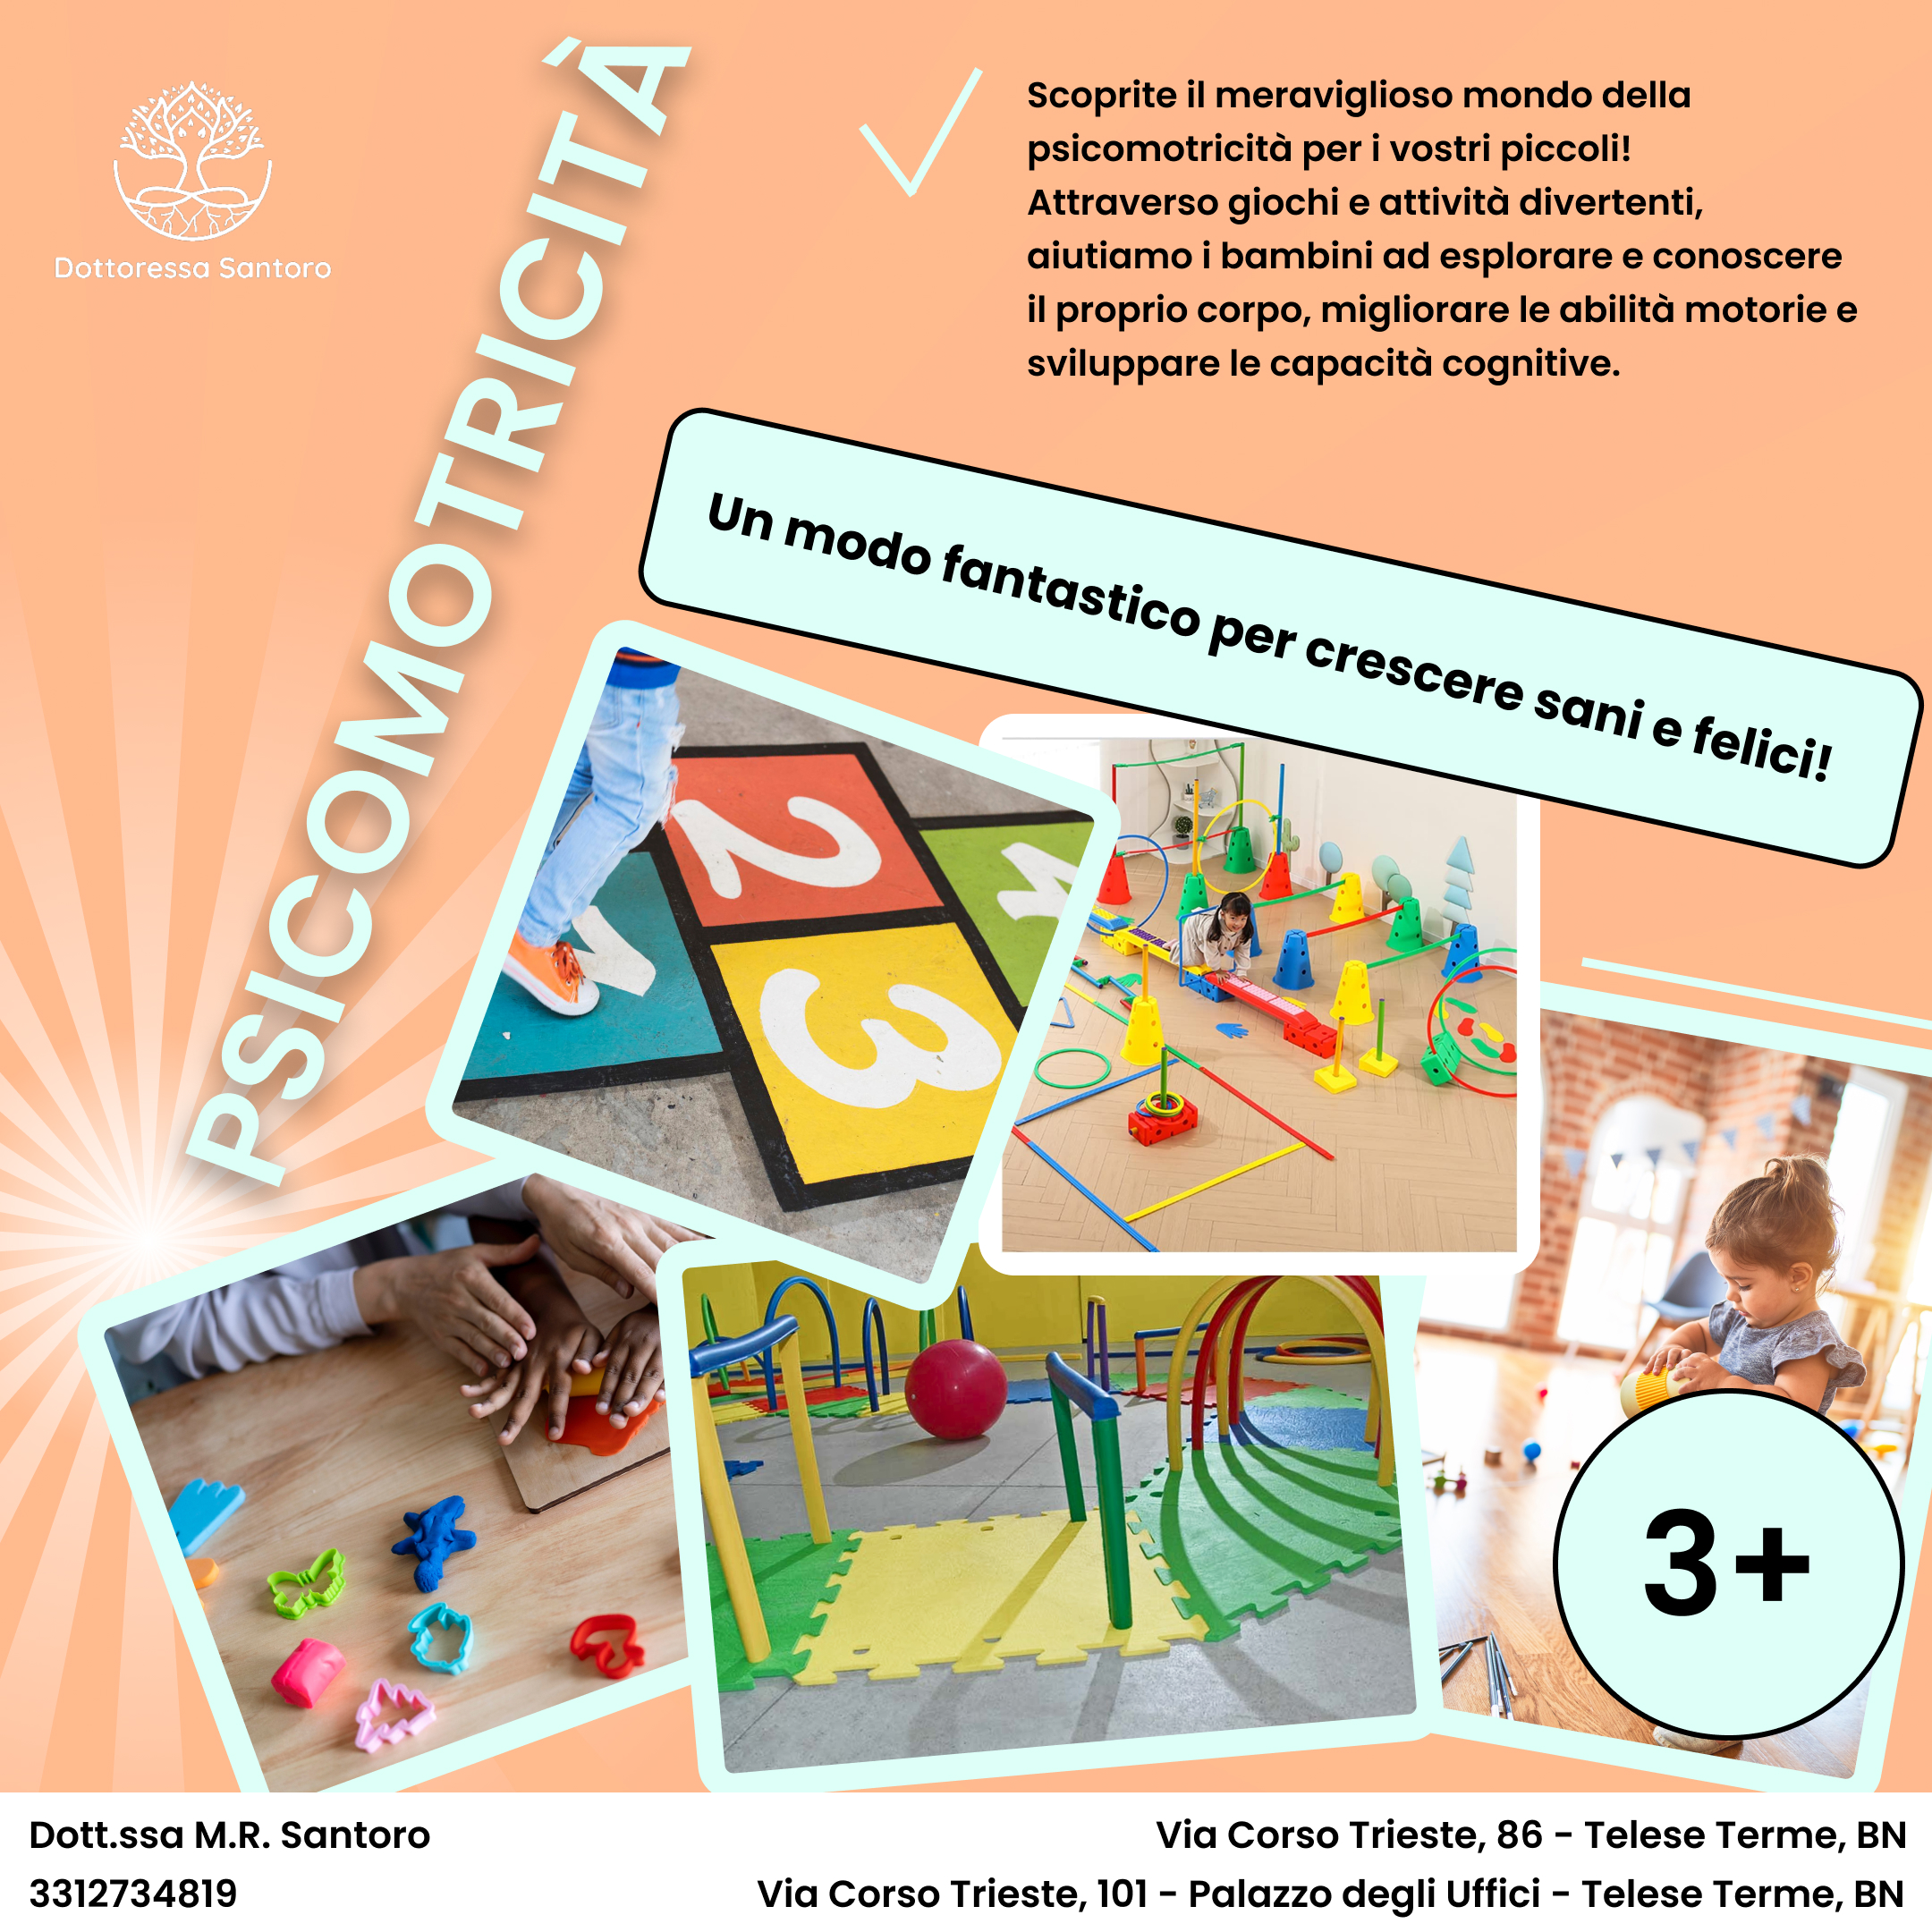 Dottoressa Santoro
PSICOMOTRICITÁ
Scoprite il meraviglioso mondo della
psicomotricità per i vostri piccoli!
Attraverso giochi e attività divertenti,
aiutiamo i bambini ad esplorare e conoscere
il proprio corpo, migliorare le abilità motorie e
sviluppare le capacità cognitive.
Un modo fantastico per crescere sani e felici!
1
2
3
4
3+
Dott.ssa M.R. Santoro
3312734819
Via Corso Trieste, 86 - Telese Terme, BN
Via Corso Trieste, 101 - Palazzo degli Uffici - Telese Terme, BN